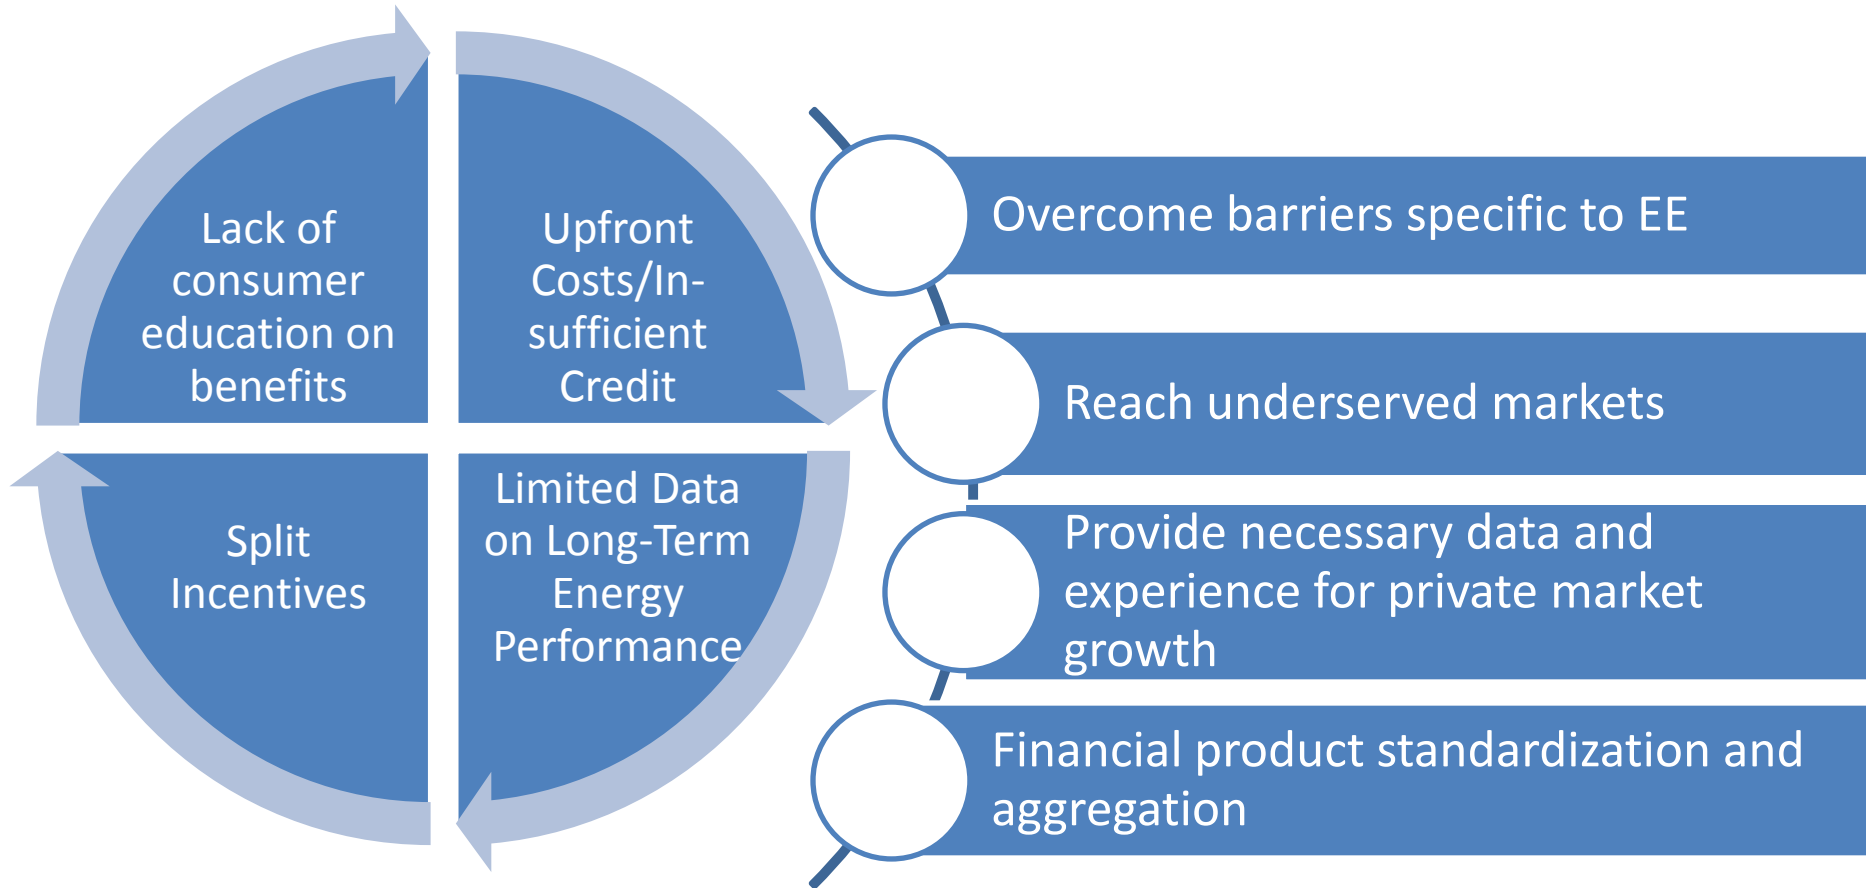 Lack of
consumer
education on
benefits
Upfront
Costs/In-
sufficient
Credit
Split
Incentives
Limited Data
on Long-Term
Energy
Performance
Overcome barriers specific to EE
Reach underserved markets
Provide necessary data and
experience for private market
growth
Financial product standardization and
aggregation